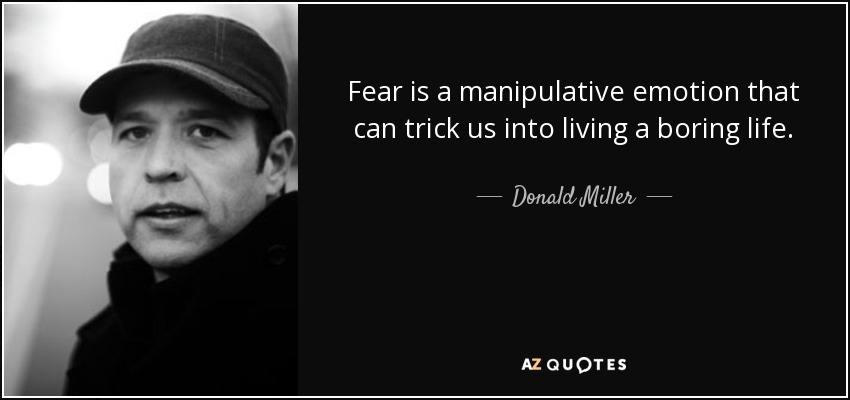 Fear is a manipulative emotion that
can trick us into living a boring life.
Donald Miller
AZ QUOTES